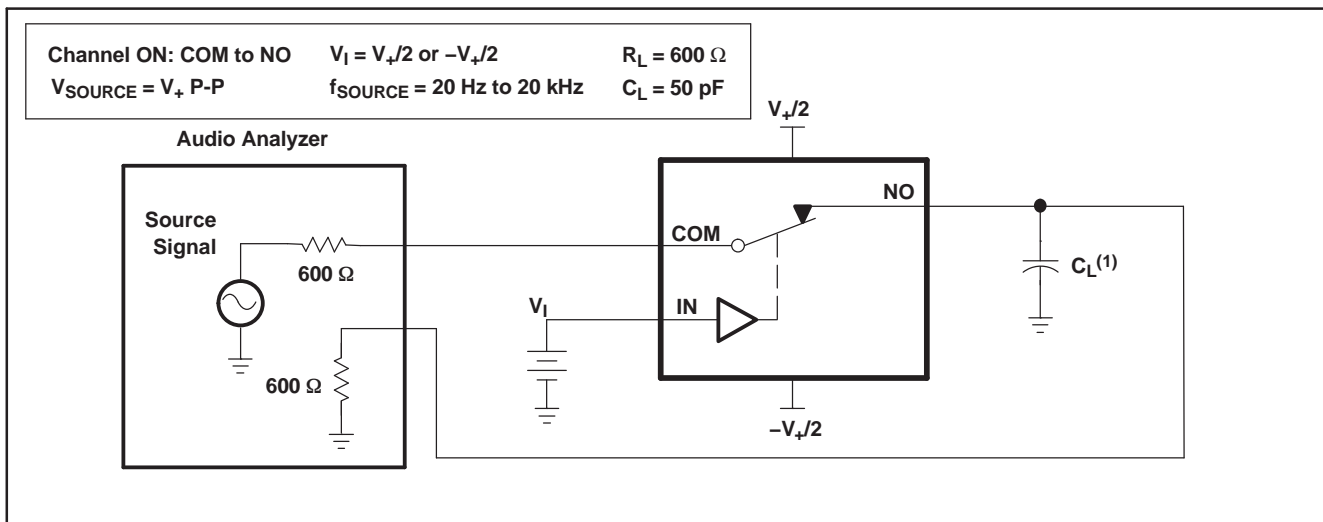 Channel ON: COM to NO V_I = V_+/2 or −V_+/2 R_L = 600 Ω
V_SOURCE = V_+ P-P f_SOURCE = 20 Hz to 20 kHz C_L = 50 pF
Audio Analyzer
V_+/2
Source
Signal
600 Ω
COM
NO
C_L(1)
V_I
IN
600 Ω
−V_+/2